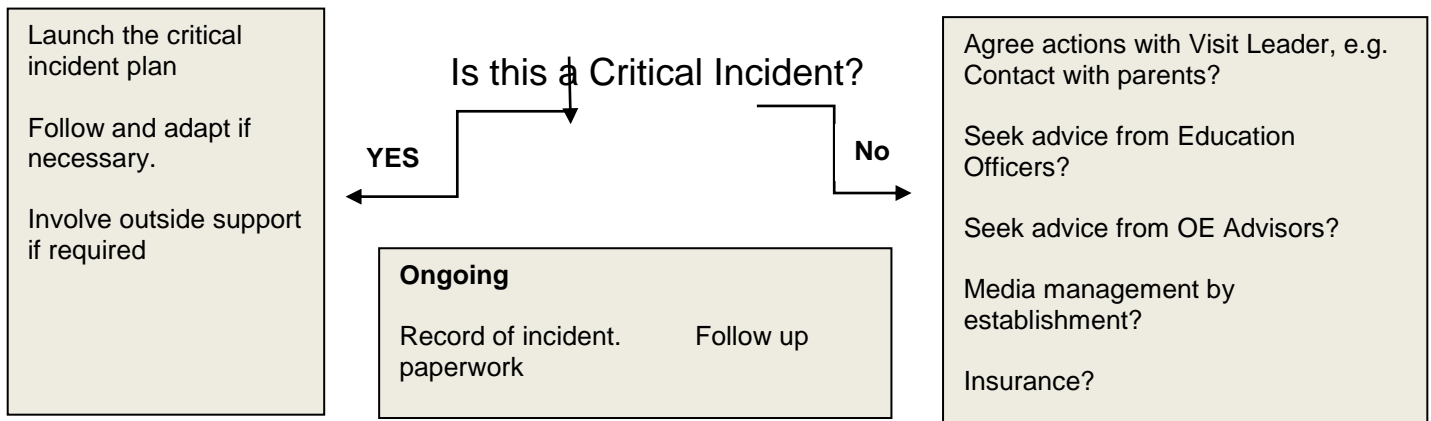 Launch the critical
incident plan
Follow and adapt if
necessary.
Involve outside support
if required
Is this a Critical Incident?
YES
No
Ongoing
Record of incident. Follow up
paperwork
Agree actions with Visit Leader, e.g.
Contact with parents?
Seek advice from Education
Officers?
Seek advice from OE Advisors?
Media management by
establishment?
Insurance?